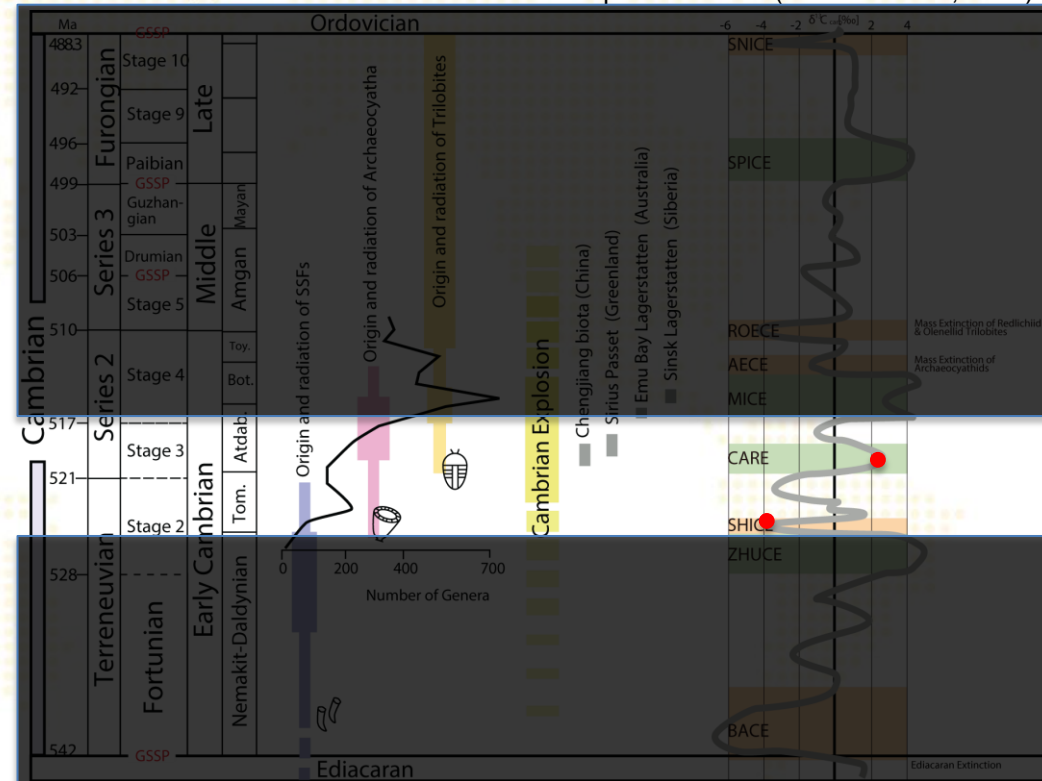 Ma
Ordovician
δ¹³C carb[‰]
-6 -4 -2 2 4
GSSP
488.3
Stage 10
492
Stage 9
496
Paibian
499
GSSP
Guzhan-
gian
503
Drumian
506
GSSP
Stage 5
510
Stage 4
517
Stage 3
521
Stage 2
528
Fortunian
542
GSSP
Ediacaran
Cambrian
Furongian
Series 3
Series 2
Terreneuvian
Late
Middle
Early Cambrian
Mayan
Amgan
Toy.
Bot.
Atdab.
Tom.
Nemakit-Daldynian
Origin and radiation of SSFs
Origin and radiation of Archaeocyatha
Origin and radiation of Trilobites
0 200 400 700
Number of Genera
Cambrian Explosion
Chengjiang biota (China)
Sirius Passet (Greenland)
Emu Bay Lagerstatten (Australia)
Sinsk Lagerstatten (Siberia)
SNICE
SPICE
ROECE
Mass Extinction of Redlichiid
& Olenellid Trilobites
AECE
Mass Extinction of
Archaeocyathids
MICE
CARE
SHICE
ZHUCE
BACE
Ediacaran Extinction